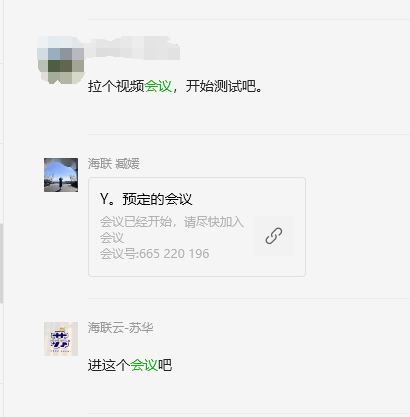 拉个视频会议，开始测试吧。
海联 臧媛
Y。预定的会议
会议已经开始，请尽快加入
会议
会议号:665 220 196
海联云-苏华
进这个会议吧